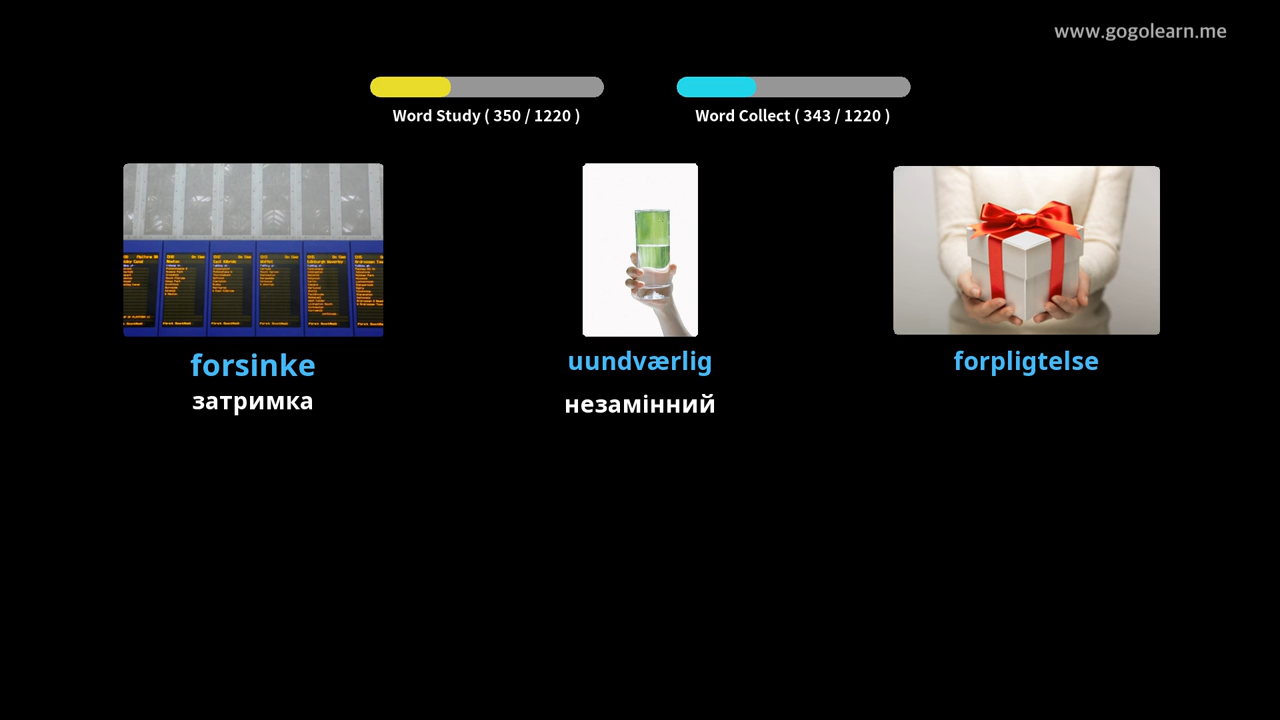 www.gogolearn.me
Word Study ( 350 / 1220 )
Word Collect ( 343 / 1220 )
forsinke
затримка
uundværlig
незамінний
forpligtelse